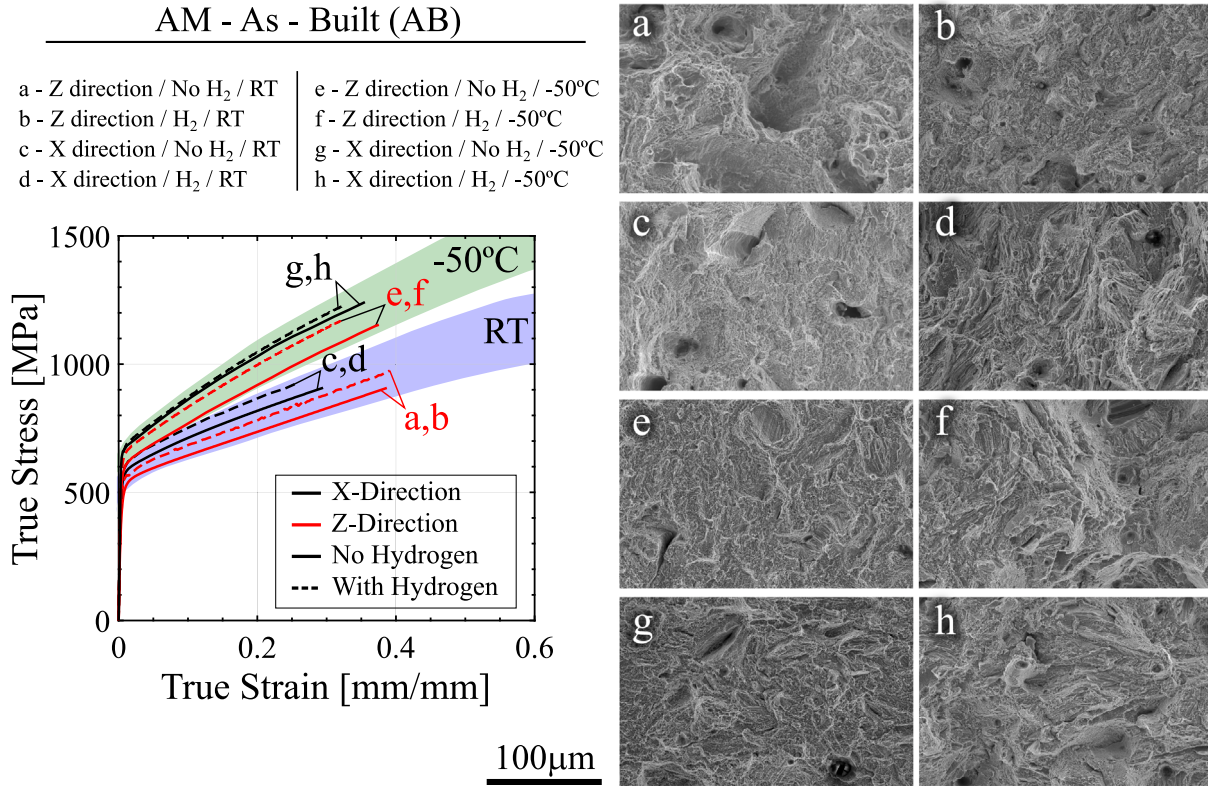 AM - As - Built (AB)
a - Z direction / No H₂ / RT
b - Z direction / H₂ / RT
c - X direction / No H₂ / RT
d - X direction / H₂ / RT
e - Z direction / No H₂ / -50ºC
f - Z direction / H₂ / -50ºC
g - X direction / No H₂ / -50ºC
h - X direction / H₂ / -50ºC
True Stress [MPa]
1500
1000
500
0
-50ºC
g,h
e,f
RT
c,d
a,b
X-Direction
Z-Direction
No Hydrogen
With Hydrogen
0
0.2
0.4
0.6
True Strain [mm/mm]
100μm
a
b
c
d
e
f
g
h